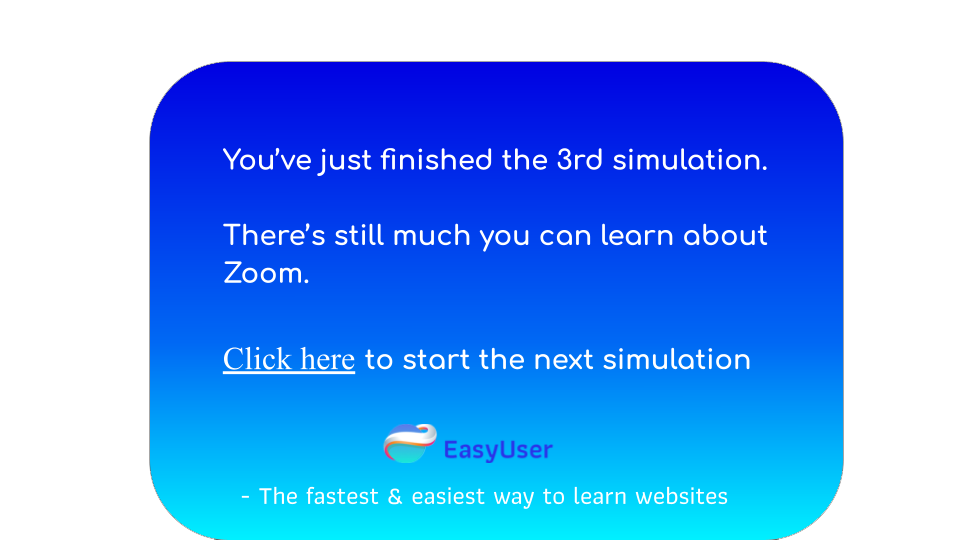 You’ve just finished the 3rd simulation.
There’s still much you can learn about
Zoom.
Click here to start the next simulation
EasyUser
- The fastest & easiest way to learn websites